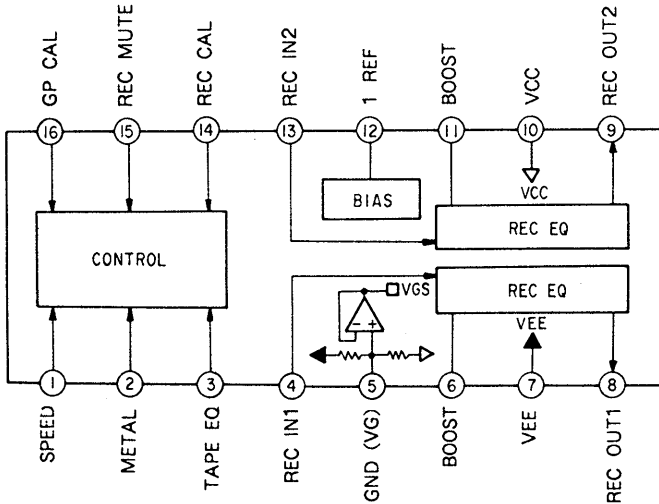 GP CAL
REC MUTE
REC CAL
REC IN2
1 REF
BOOST
VCC
REC OUT2
16
15
14
13
12
11
10
9
BIAS
VCC
CONTROL
REC EQ
VGS
REC EQ
- +
VEE
1
2
3
4
5
6
7
8
SPEED
METAL
TAPE EQ
REC IN1
GND (VG)
BOOST
VEE
REC OUT1